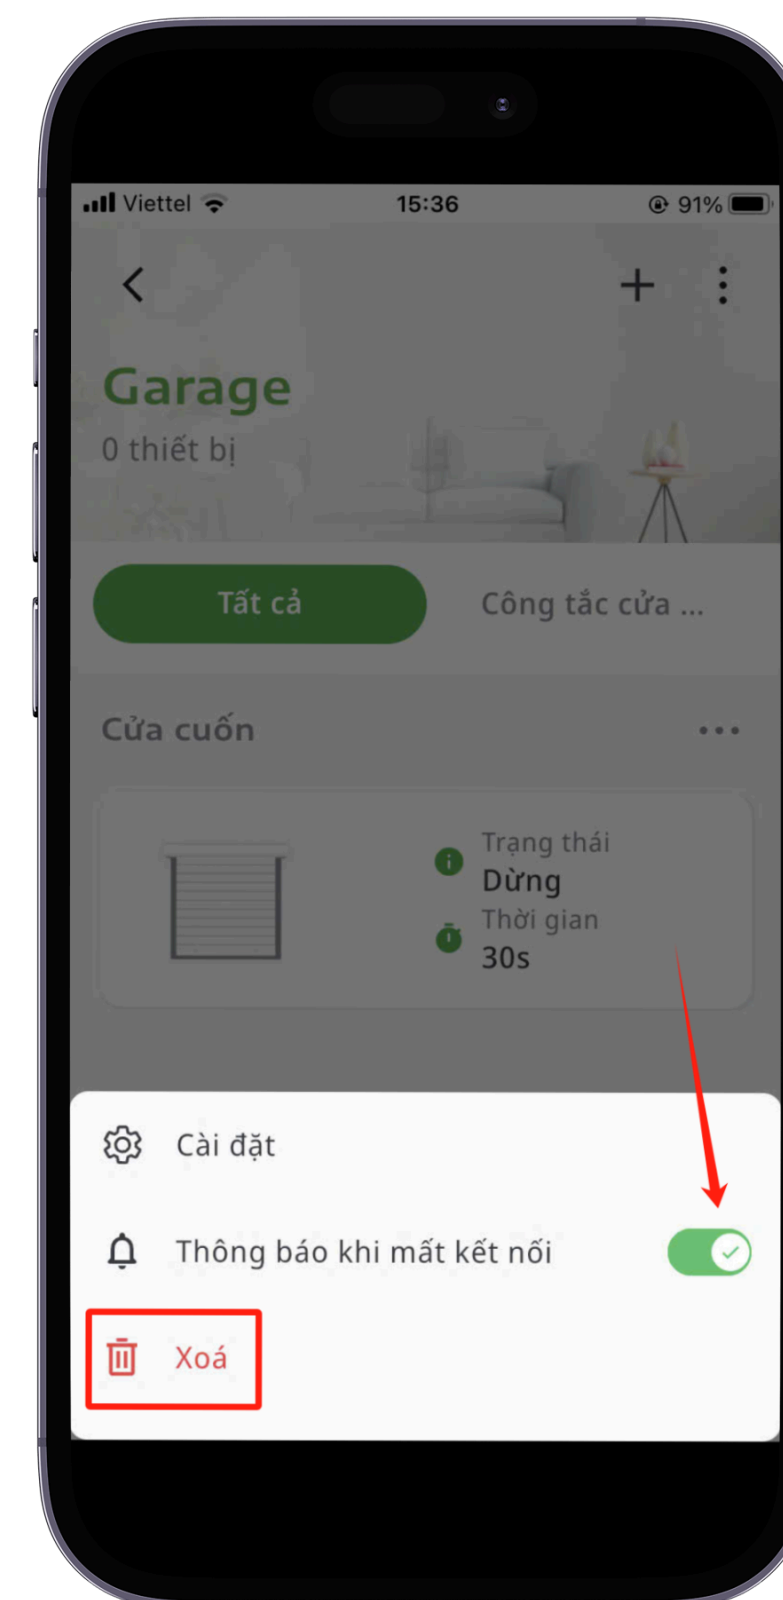 Viettel 15:36 91%
Garage
0 thiết bị
Tất cả Công tắc cửa ...
Cửa cuốn
Trạng thái
Dừng
Thời gian
30s
Cài đặt
Thông báo khi mất kết nối
Xoá